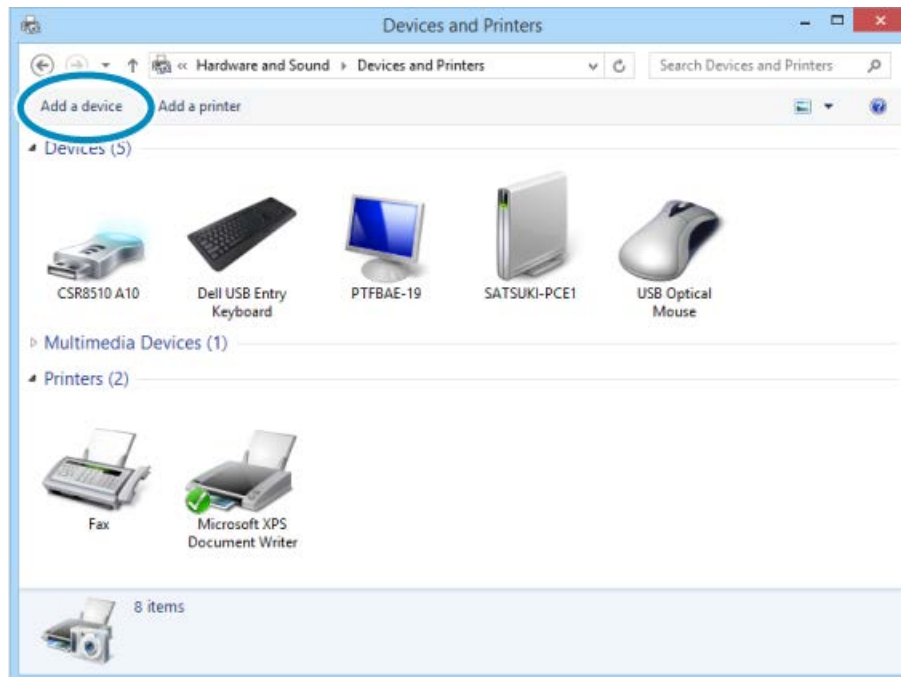 Devices and Printers
« Hardware and Sound ▸ Devices and Printers
Search Devices and Printers
Add a device
Add a printer
Devices (5)
CSR8510 A10
Dell USB Entry
Keyboard
PTFBAE-19
SATSUKI-PCE1
USB Optical
Mouse
Multimedia Devices (1)
Printers (2)
Fax
Microsoft XPS
Document Writer
8 items